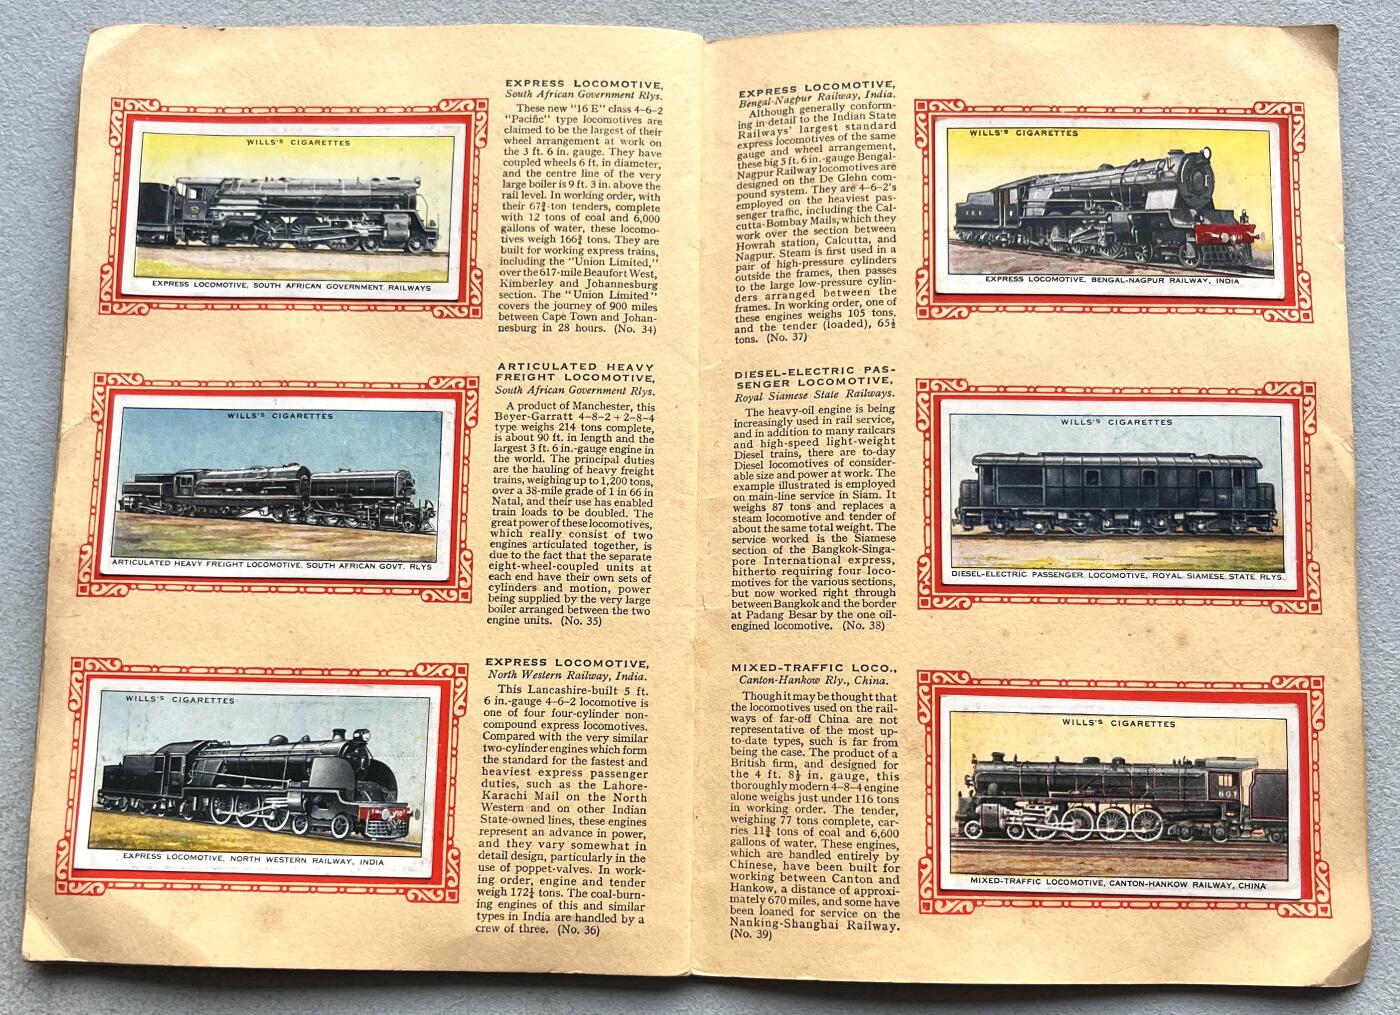 WILLS'S CIGARETTES
EXPRESS LOCOMOTIVE, SOUTH AFRICAN GOVERNMENT RAILWAYS
EXPRESS LOCOMOTIVE,
South African Government Rlys.
These new "16 E" class 4-6-2
"Pacific" type locomotives are
claimed to be the largest of their
wheel arrangement at work on
the 3 ft. 6 in. gauge. They have
coupled wheels 6 ft. in diameter,
and the centre line of the very
large boiler is 9 ft. 3 in. above the
rail level. In working order, with
their 67¾-ton tenders, complete
with 12 tons of coal and 6,000
gallons of water, these locomo-
tives weigh 166¾ tons. They are
built for working express trains,
including the "Union Limited,"
over the 617-mile Beaufort West,
Kimberley and Johannesburg
section. The "Union Limited"
covers the journey of 900 miles
between Cape Town and Johan-
nesburg in 28 hours. (No. 34)
WILLS'S CIGARETTES
ARTICULATED HEAVY FREIGHT LOCOMOTIVE, SOUTH AFRICAN GOVT. RLYS
ARTICULATED HEAVY
FREIGHT LOCOMOTIVE,
South African Government Rlys.
A product of Manchester, this
Beyer-Garratt 4-8-2+2-8-4
type weighs 214 tons complete,
is about 90 ft. in length and the
largest 3 ft. 6 in.-gauge engine in
the world. The principal duties
are the hauling of heavy freight
trains, weighing up to 1,200 tons,
over a 38-mile grade of 1 in 66 in
Natal, and their use has enabled
train loads to be doubled. The
great power of these locomotives,
which really consist of two
engines articulated together, is
due to the fact that the separate
eight-wheel-coupled units at
each end have their own sets of
cylinders and motion, power
being supplied by the very large
boiler arranged between the two
engine units. (No. 35)
WILLS'S CIGARETTES
EXPRESS LOCOMOTIVE, NORTH WESTERN RAILWAY, INDIA
EXPRESS LOCOMOTIVE,
North Western Railway, India.
This Lancashire-built 5 ft.
6 in.-gauge 4-6-2 locomotive is
one of four four-cylinder non-
compound express locomotives.
Compared with the very similar
two-cylinder engines which form
the standard for the fastest and
heaviest express passenger
duties, such as the Lahore-
Karachi Mail on the North
Western and on other Indian
State-owned lines, these engines
represent an advance in power,
and they vary somewhat in
detail design, particularly in the
use of poppet-valves. In work-
ing order, engine and tender
weigh 172½ tons. The coal-burn-
ing engines of this and similar
types in India are handled by a
crew of three. (No. 36)
EXPRESS LOCOMOTIVE,
Bengal-Nagpur Railway, India.
Although generally conform-
ing in detail to the Indian State
Railways' largest standard
express locomotives of the same
gauge and wheel arrangement,
these big 5 ft. 6 in.-gauge Bengal-
Nagpur Railway locomotives are
designed on the De Glehn com-
pound system. They are 4-6-2's
employed on the heaviest pas-
senger traffic, including the Cal-
cutta-Bombay Mails, which they
work over the section between
Howrah station, Calcutta, and
Nagpur. Steam is first used in a
pair of high-pressure cylinders
outside the frames, then passes
to the large low-pressure cylin-
ders arranged between the
frames. In working order, one of
these engines weighs 105 tons,
and the tender (loaded), 65½
tons. (No. 37)
WILLS'S CIGARETTES
EXPRESS LOCOMOTIVE, BENGAL-NAGPUR RAILWAY, INDIA
DIESEL-ELECTRIC PAS-
SENGER LOCOMOTIVE,
Royal Siamese State Railways.
The heavy-oil engine is being
increasingly used in rail service,
and in addition to many railcars
and high-speed light-weight
Diesel trains, there are to-day
Diesel locomotives of consider-
able size and power at work. The
example illustrated is employed
on main-line service in Siam. It
weighs 87 tons and replaces a
steam locomotive and tender of
about the same total weight. The
service worked is the Siamese
section of the Bangkok-Singa-
pore International express,
hitherto requiring four loco-
motives for the various sections,
but now worked right through
between Bangkok and the border
at Padang Besar by the one oil-
engined locomotive. (No. 38)
WILLS'S CIGARETTES
DIESEL-ELECTRIC PASSENGER LOCOMOTIVE, ROYAL SIAMESE STATE RLYS.
MIXED-TRAFFIC LOCO.,
Canton-Hankow Rly., China.
Though it may be thought that
the locomotives used on the rail-
ways of far-off China are not
representative of the most up-
to-date types, such is far from
being the case. The product of a
British firm, and designed for
the 4 ft. 8½ in. gauge, this
thoroughly modern 4-8-4 engine
alone weighs just under 116 tons
in working order. The tender,
weighing 77 tons complete, car-
ries 11¾ tons of coal and 6,600
gallons of water. These engines,
which are handled entirely by
Chinese, have been built for
working between Canton and
Hankow, a distance of approxi-
mately 670 miles, and some have
been loaned for service on the
Nanking-Shanghai Railway.
(No. 39)
WILLS'S CIGARETTES
607
MIXED-TRAFFIC LOCOMOTIVE, CANTON-HANKOW RAILWAY, CHINA